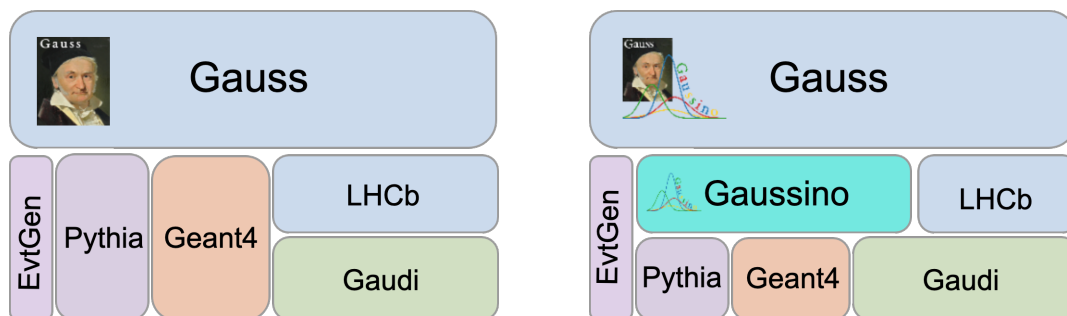 Gauss
Gauss
EvtGen
Pythia
Geant4
LHCb
Gaudi
Gauss
Gaussino
Gauss
EvtGen
Gaussino
LHCb
Pythia
Geant4
Gaudi